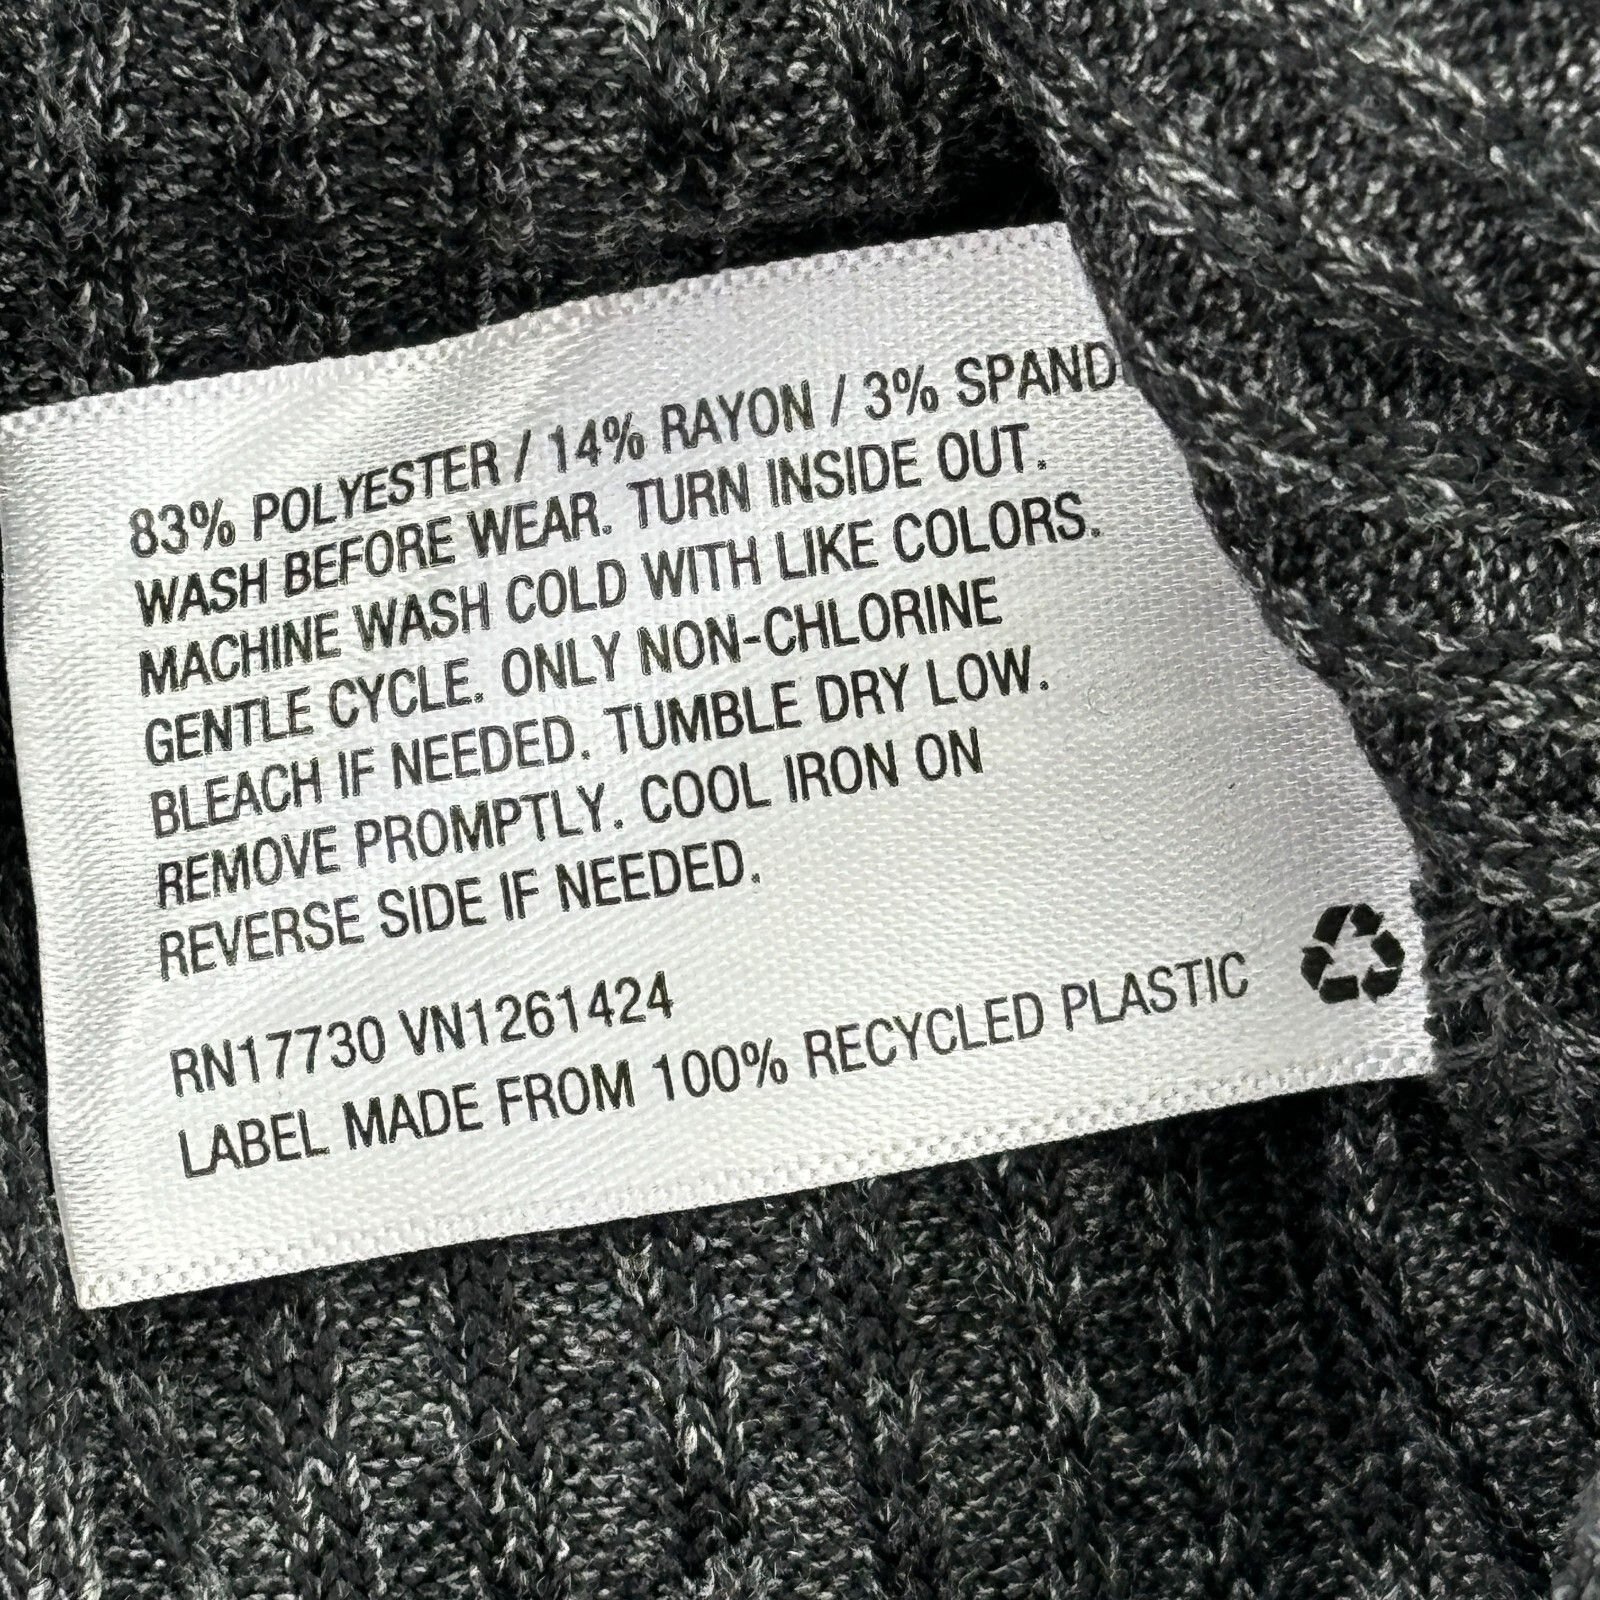 83% POLYESTER / 14% RAYON / 3% SPAND
WASH BEFORE WEAR. TURN INSIDE OUT.
MACHINE WASH COLD WITH LIKE COLORS.
GENTLE CYCLE. ONLY NON-CHLORINE
BLEACH IF NEEDED. TUMBLE DRY LOW.
REMOVE PROMPTLY. COOL IRON ON
REVERSE SIDE IF NEEDED.
RN17730 VN1261424
LABEL MADE FROM 100% RECYCLED PLASTIC